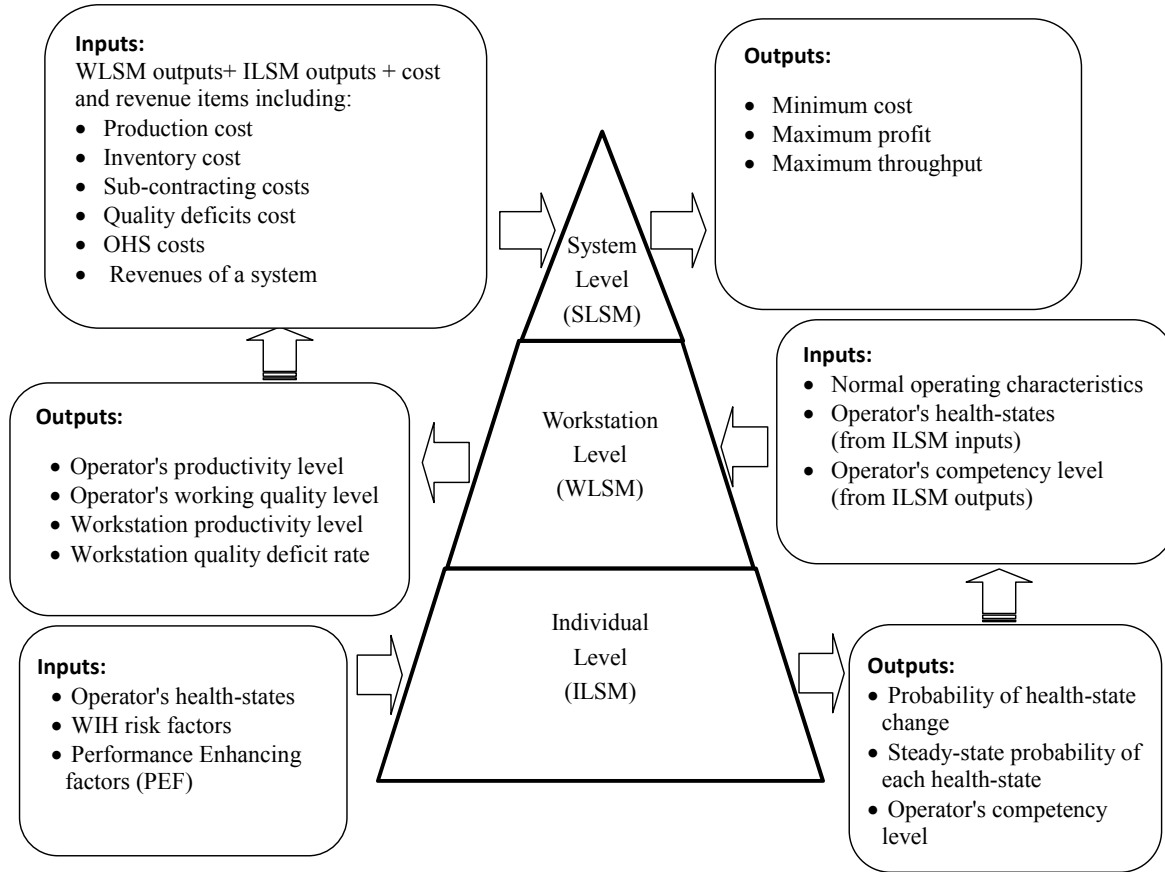 Inputs:
WLSM outputs+ ILSM outputs + cost
and revenue items including:
• Production cost
• Inventory cost
• Sub-contracting costs
• Quality deficits cost
• OHS costs
• Revenues of a system
Outputs:
• Minimum cost
• Maximum profit
• Maximum throughput
System
Level
(SLSM)
Outputs:
• Operator's productivity level
• Operator's working quality level
• Workstation productivity level
• Workstation quality deficit rate
Workstation
Level
(WLSM)
Inputs:
• Normal operating characteristics
• Operator's health-states
(from ILSM inputs)
• Operator's competency level
(from ILSM outputs)
Inputs:
• Operator's health-states
• WIH risk factors
• Performance Enhancing
factors (PEF)
Individual
Level
(ILSM)
Outputs:
• Probability of health-state
change
• Steady-state probability of
each health-state
• Operator's competency
level